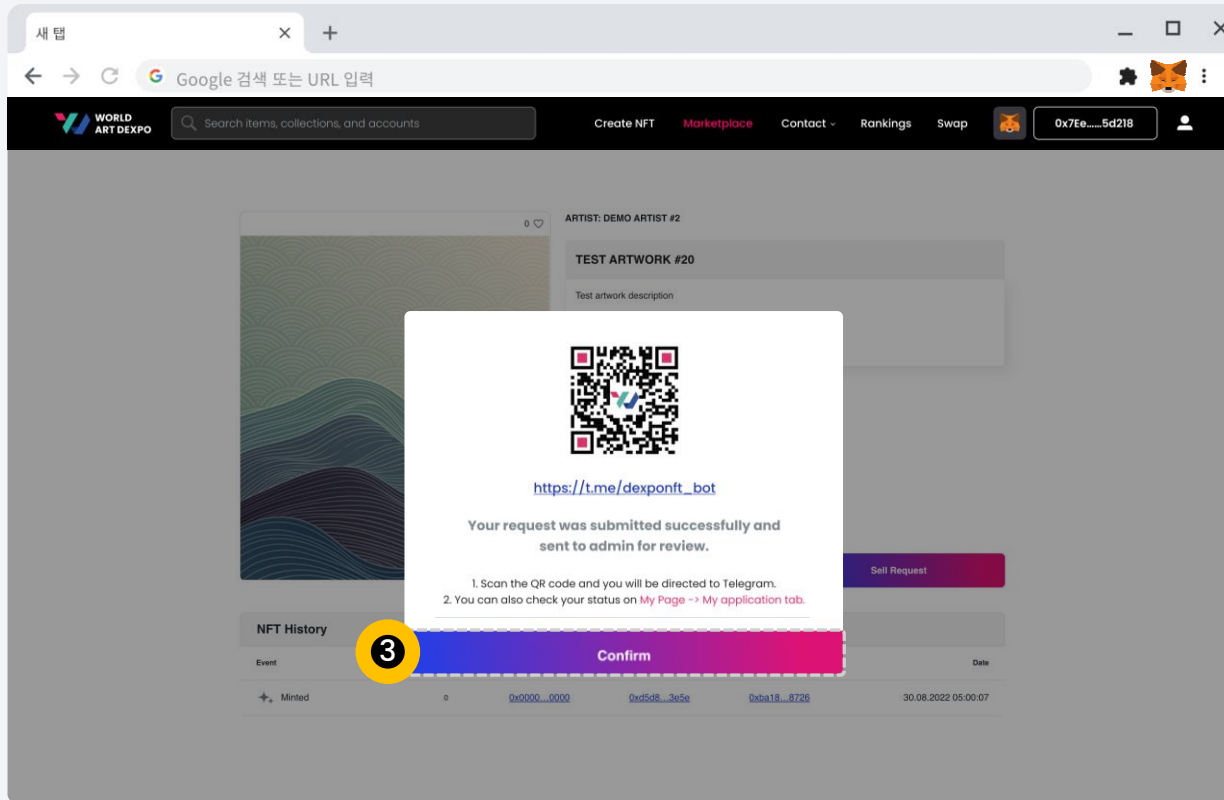 새 탭
Google 검색 또는 URL 입력
WORLD
ART DEXPO
Search items, collections, and accounts
Create NFT Marketplace Contact Rankings Swap 0x7Ee......5d218
0
ARTIST: DEMO ARTIST #2
TEST ARTWORK #20
Test artwork description
https://t.me/dexponft_bot
Your request was submitted successfully and
sent to admin for review.
Sell Request
1. Scan the QR code and you will be directed to Telegram.
2. You can also check your status on My Page -> My application tab.
NFT History
3
Confirm
Event Date
Minted 0 0x0000...0000 0xd5d8...3e5e 0xba18...8726 30.08.2022 05:00:07